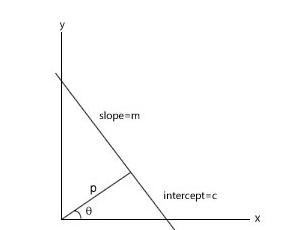 y
slope=m
p
θ
intercept=c
x